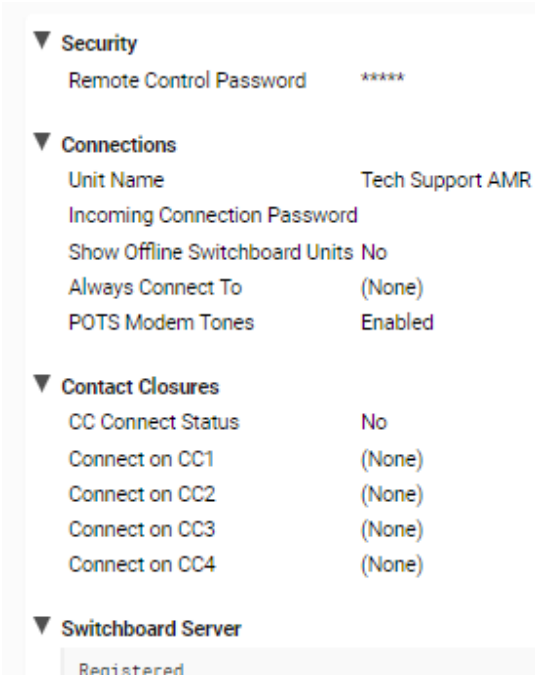 Security
Remote Control Password *****
Connections
Unit Name Tech Support AMR
Incoming Connection Password
Show Offline Switchboard Units No
Always Connect To (None)
POTS Modem Tones Enabled
Contact Closures
CC Connect Status No
Connect on CC1 (None)
Connect on CC2 (None)
Connect on CC3 (None)
Connect on CC4 (None)
Switchboard Server
Registered